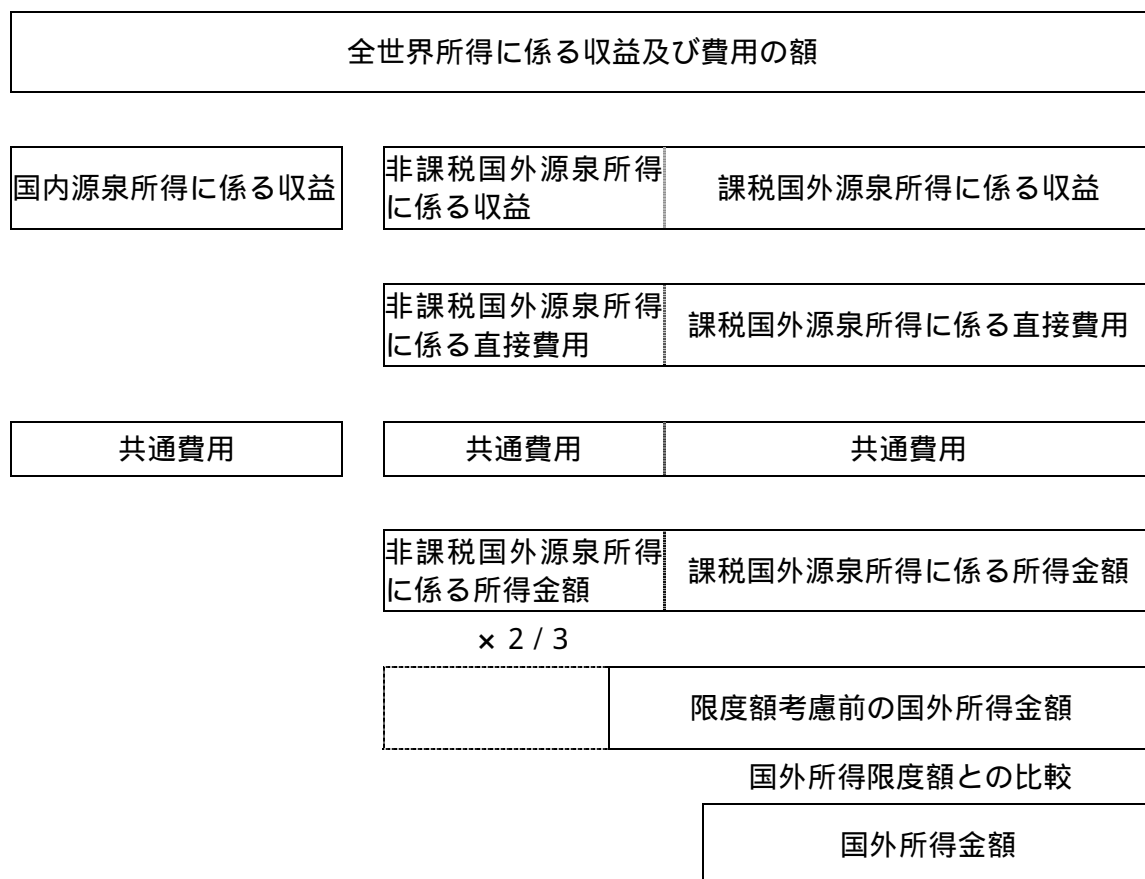 全世界所得に係る収益及び費用の額
国内源泉所得に係る収益
非課税国外源泉所得
に係る収益
課税国外源泉所得に係る収益
非課税国外源泉所得
に係る直接費用
課税国外源泉所得に係る直接費用
共通費用
共通費用
共通費用
非課税国外源泉所得
に係る所得金額
課税国外源泉所得に係る所得金額
× 2 / 3
限度額考慮前の国外所得金額
国外所得限度額との比較
国外所得金額